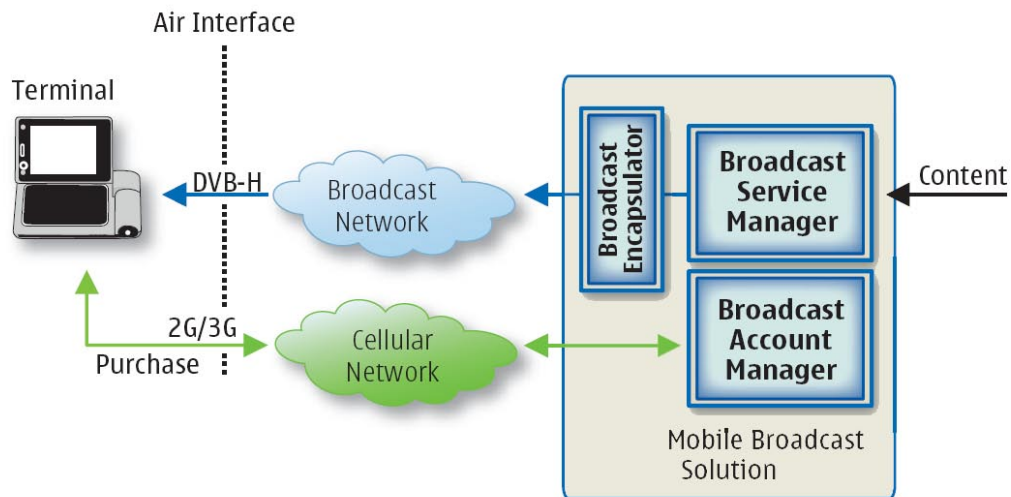 Air Interface
Terminal
DVB-H
Broadcast
Network
Broadcast
Encapsulator
Broadcast
Service
Manager
Content
2G/3G
Purchase
Cellular
Network
Broadcast
Account
Manager
Mobile Broadcast
Solution